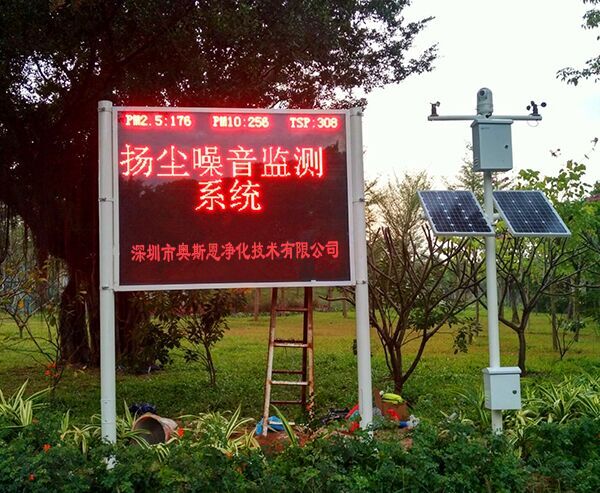 PM2.5:176 PM10:256 TSP:308
扬尘噪音监测
系统
深圳市奥斯恩净化技术有限公司